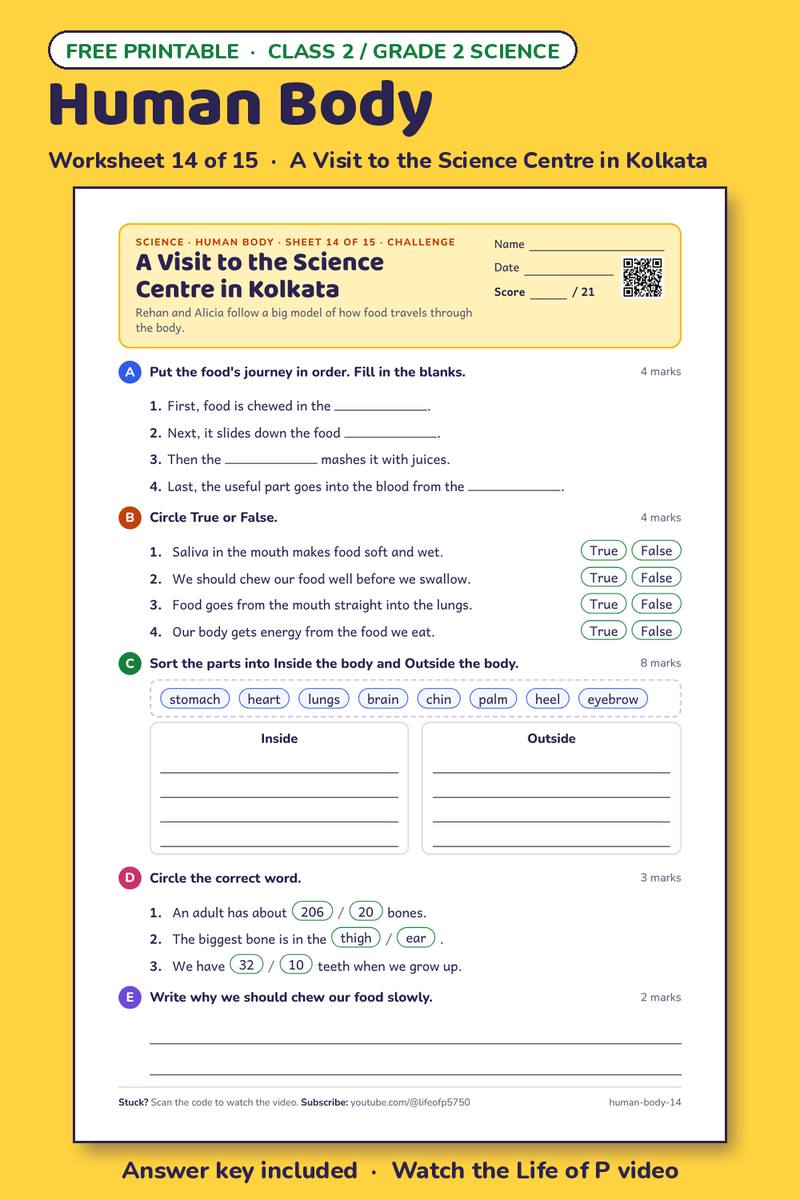 FREE PRINTABLE · CLASS 2 / GRADE 2 SCIENCE
Human Body
Worksheet 14 of 15 · A Visit to the Science Centre in Kolkata
SCIENCE · HUMAN BODY · SHEET 14 OF 15 · CHALLENGE
A Visit to the Science
Centre in Kolkata
Rehan and Alicia follow a big model of how food travels through
the body.
Name ____________
Date ____________
Score ______ / 21
A Put the food's journey in order. Fill in the blanks. 4 marks
1. First, food is chewed in the ____________.
2. Next, it slides down the food ____________.
3. Then the ____________ mashes it with juices.
4. Last, the useful part goes into the blood from the ____________.
B Circle True or False. 4 marks
1. Saliva in the mouth makes food soft and wet. True False
2. We should chew our food well before we swallow. True False
3. Food goes from the mouth straight into the lungs. True False
4. Our body gets energy from the food we eat. True False
C Sort the parts into Inside the body and Outside the body. 8 marks
stomach heart lungs brain chin palm heel eyebrow
Inside Outside
D Circle the correct word. 3 marks
1. An adult has about 206 / 20 bones.
2. The biggest bone is in the thigh / ear .
3. We have 32 / 10 teeth when we grow up.
E Write why we should chew our food slowly. 2 marks
Stuck? Scan the code to watch the video. Subscribe: youtube.com/@lifeofp5750 human-body-14
Answer key included · Watch the Life of P video